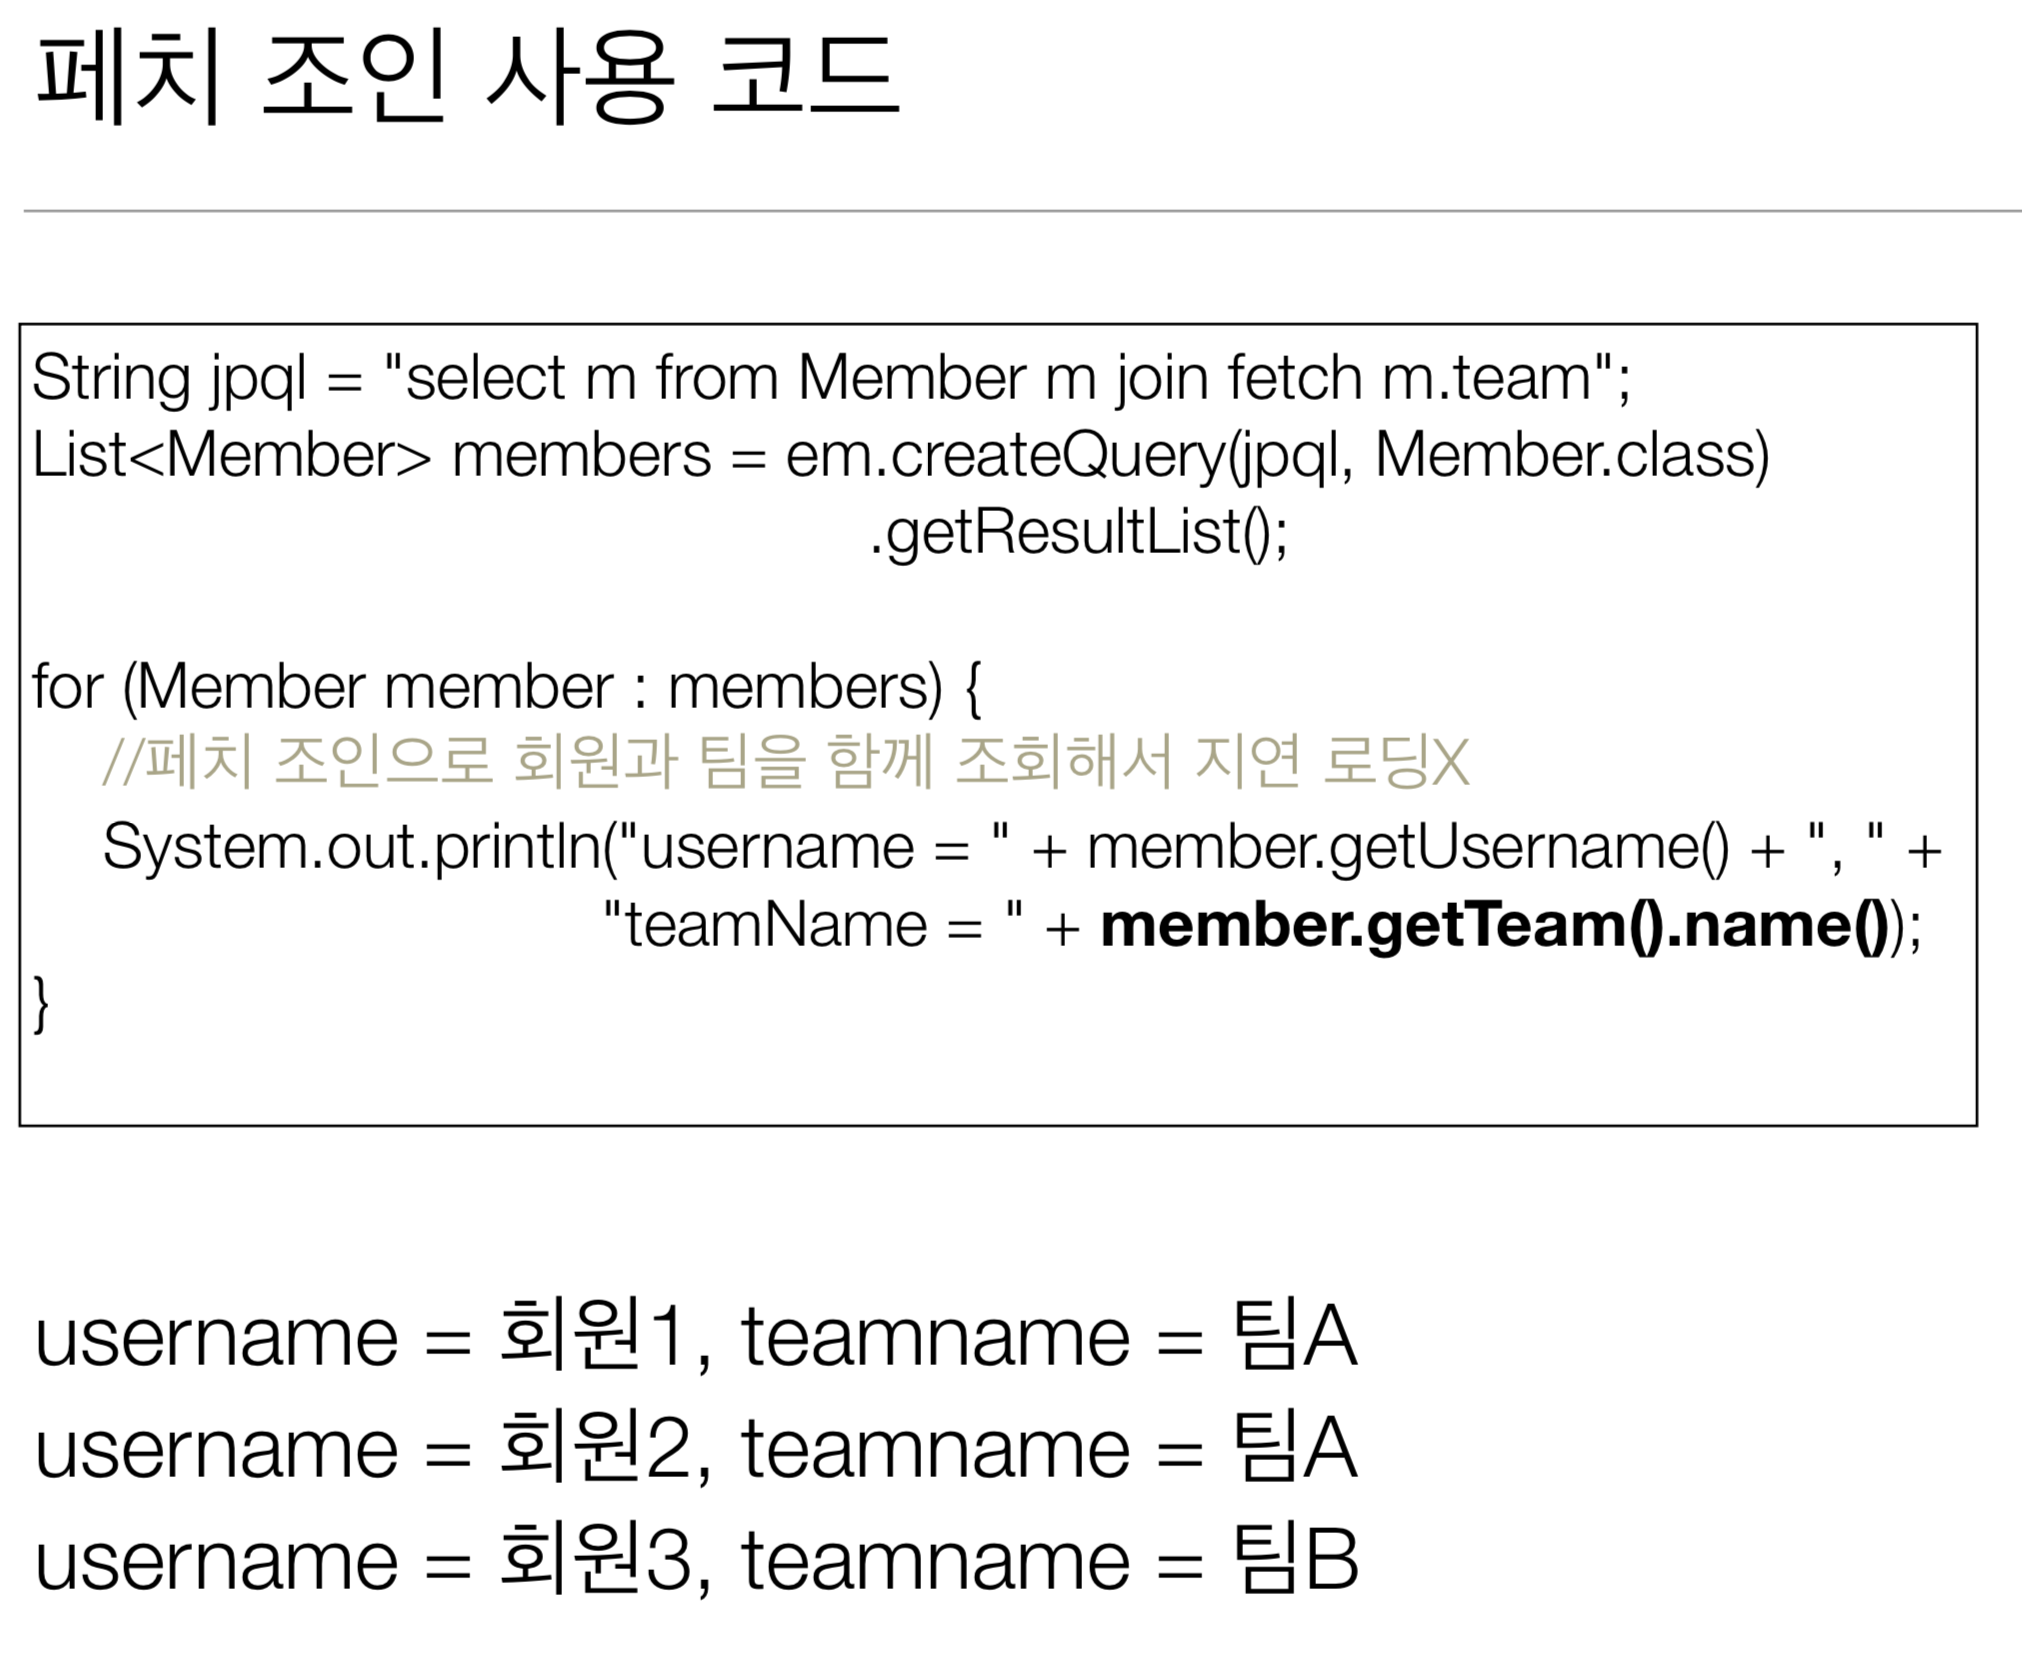 페치 조인 사용 코드
String jpql = "select m from Member m join fetch m.team";
List<Member> members = em.createQuery(jpql, Member.class)
.getResultList();
for (Member member : members) {
//페치 조인으로 회원과 팀을 함께 조회해서 지연 로딩X
System.out.println("username = " + member.getUsername() + ", " +
"teamName = " + member.getTeam().name());
}
username = 회원1, teamname = 팀A
username = 회원2, teamname = 팀A
username = 회원3, teamname = 팀B